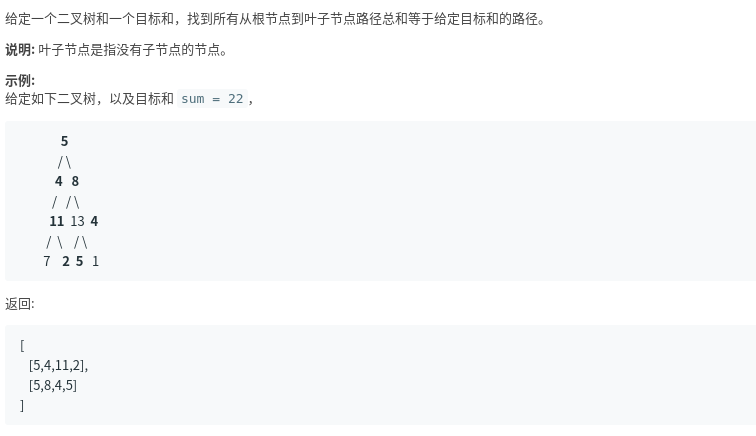 给定一个二叉树和一个目标和，找到所有从根节点到叶子节点路径总和等于给定目标和的路径。
说明: 叶子节点是指没有子节点的节点。
示例:
给定如下二叉树，以及目标和 sum = 22，
5
/ \
4 8
/ / \
11 13 4
/ \ / \
7 2 5 1
返回:
[
[5,4,11,2],
[5,8,4,5]
]